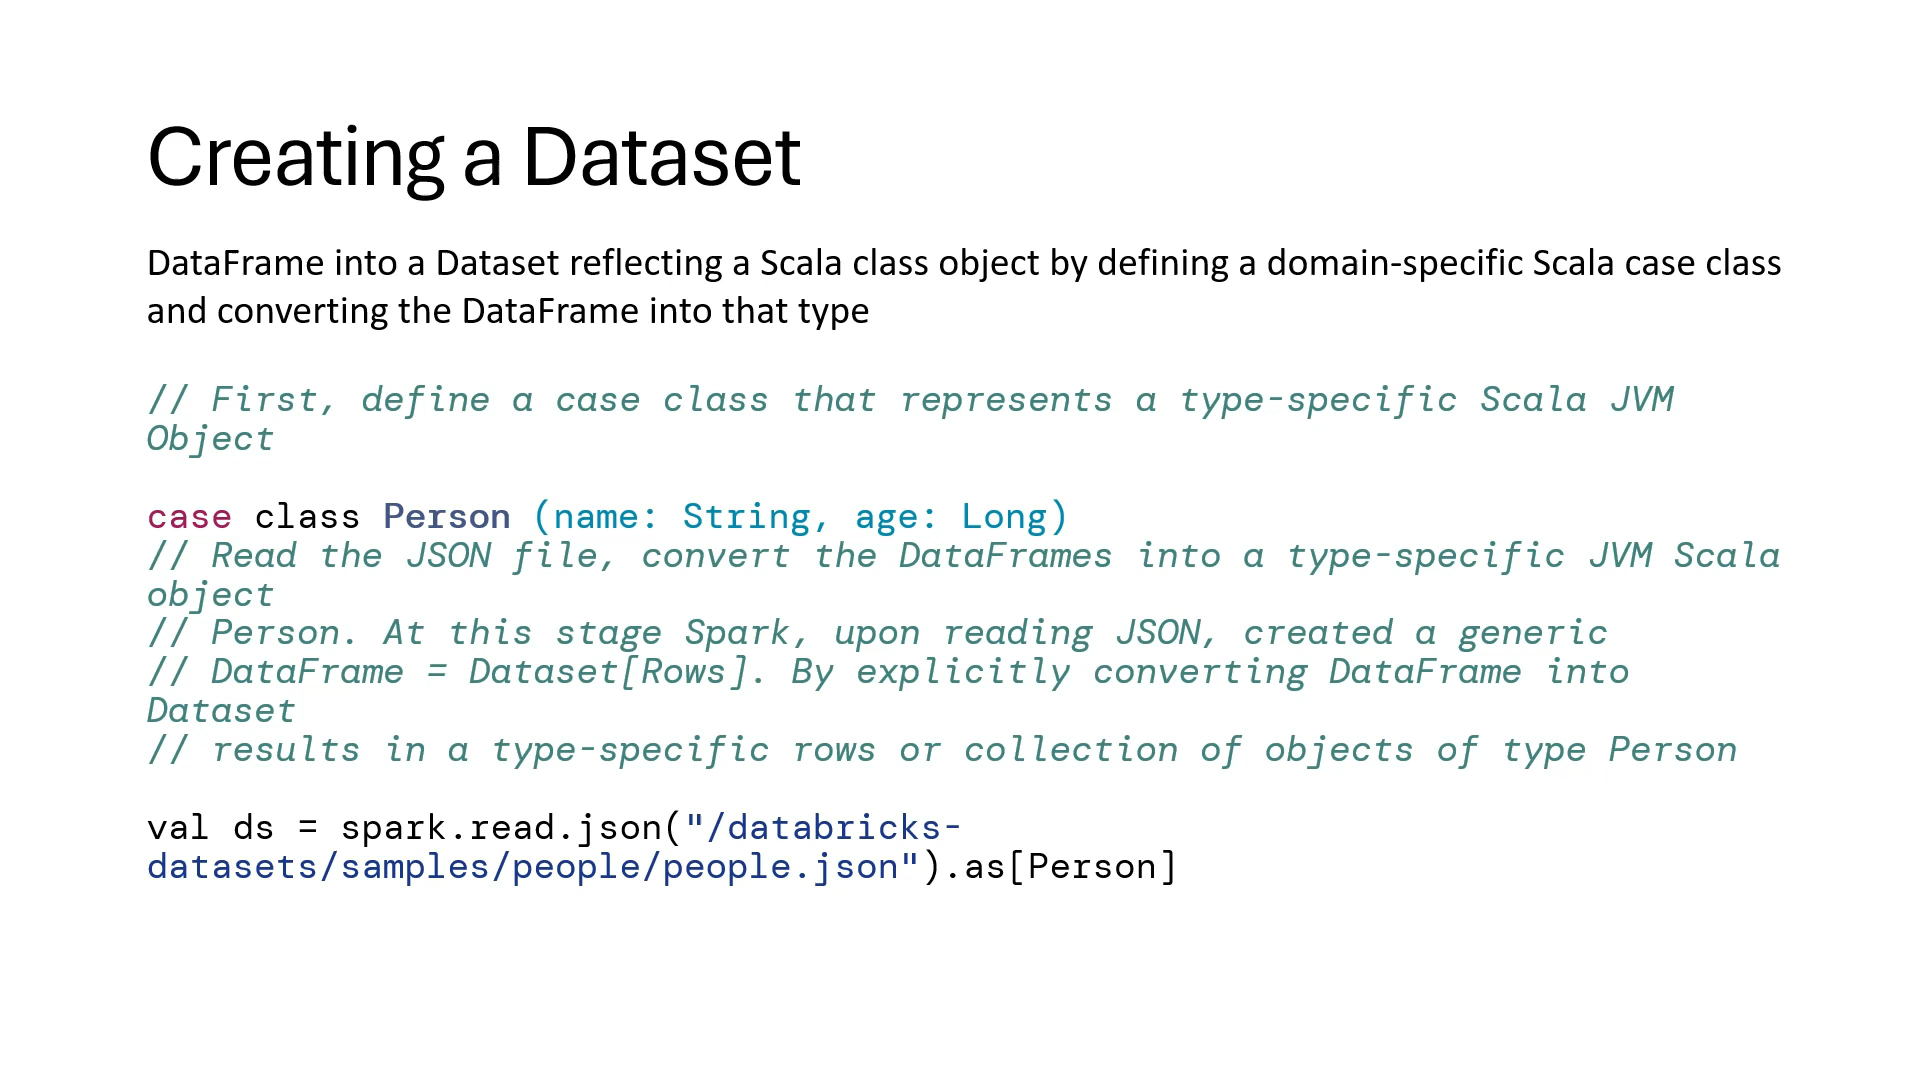 Creating a Dataset
DataFrame into a Dataset reflecting a Scala class object by defining a domain-specific Scala case class
and converting the DataFrame into that type
// First, define a case class that represents a type-specific Scala JVM
Object
case class Person (name: String, age: Long)
// Read the JSON file, convert the DataFrames into a type-specific JVM Scala
object
// Person. At this stage Spark, upon reading JSON, created a generic
// DataFrame = Dataset[Rows]. By explicitly converting DataFrame into
Dataset
// results in a type-specific rows or collection of objects of type Person
val ds = spark.read.json("/databricks-
datasets/samples/people/people.json").as[Person]